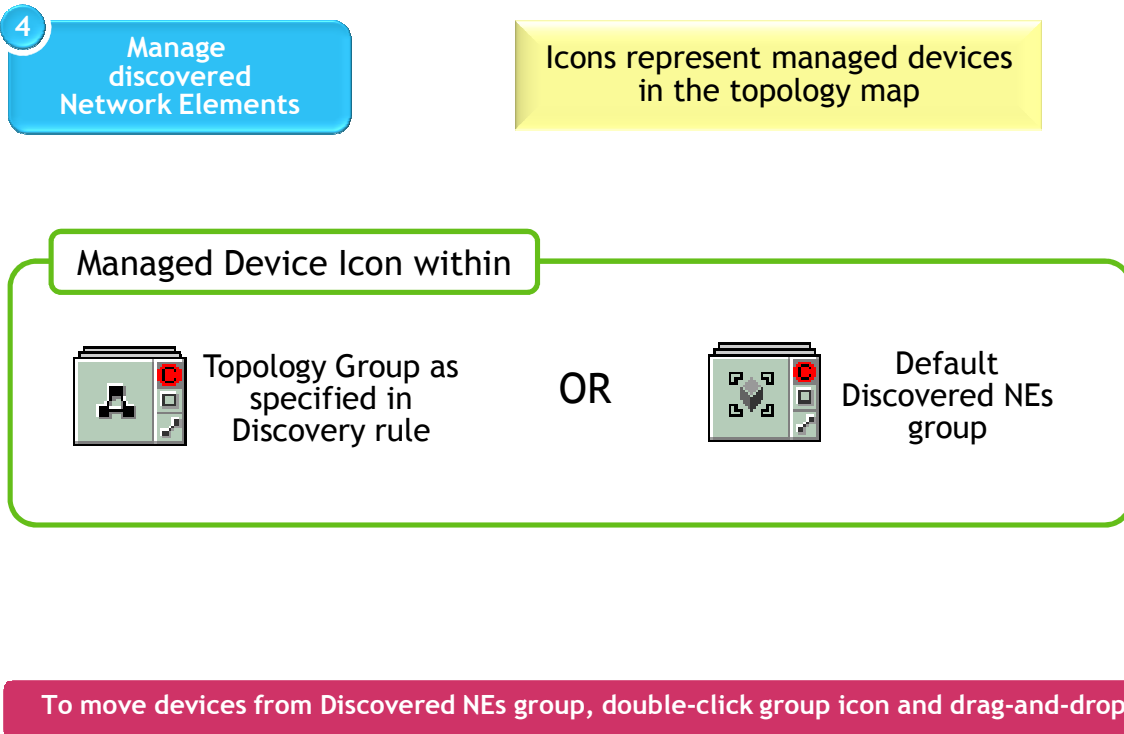 4
Manage
discovered
Network Elements
Icons represent managed devices
in the topology map
Managed Device Icon within
C
Topology Group as
specified in
Discovery rule
OR
C
Default
Discovered NEs
group
To move devices from Discovered NEs group, double-click group icon and drag-and-drop